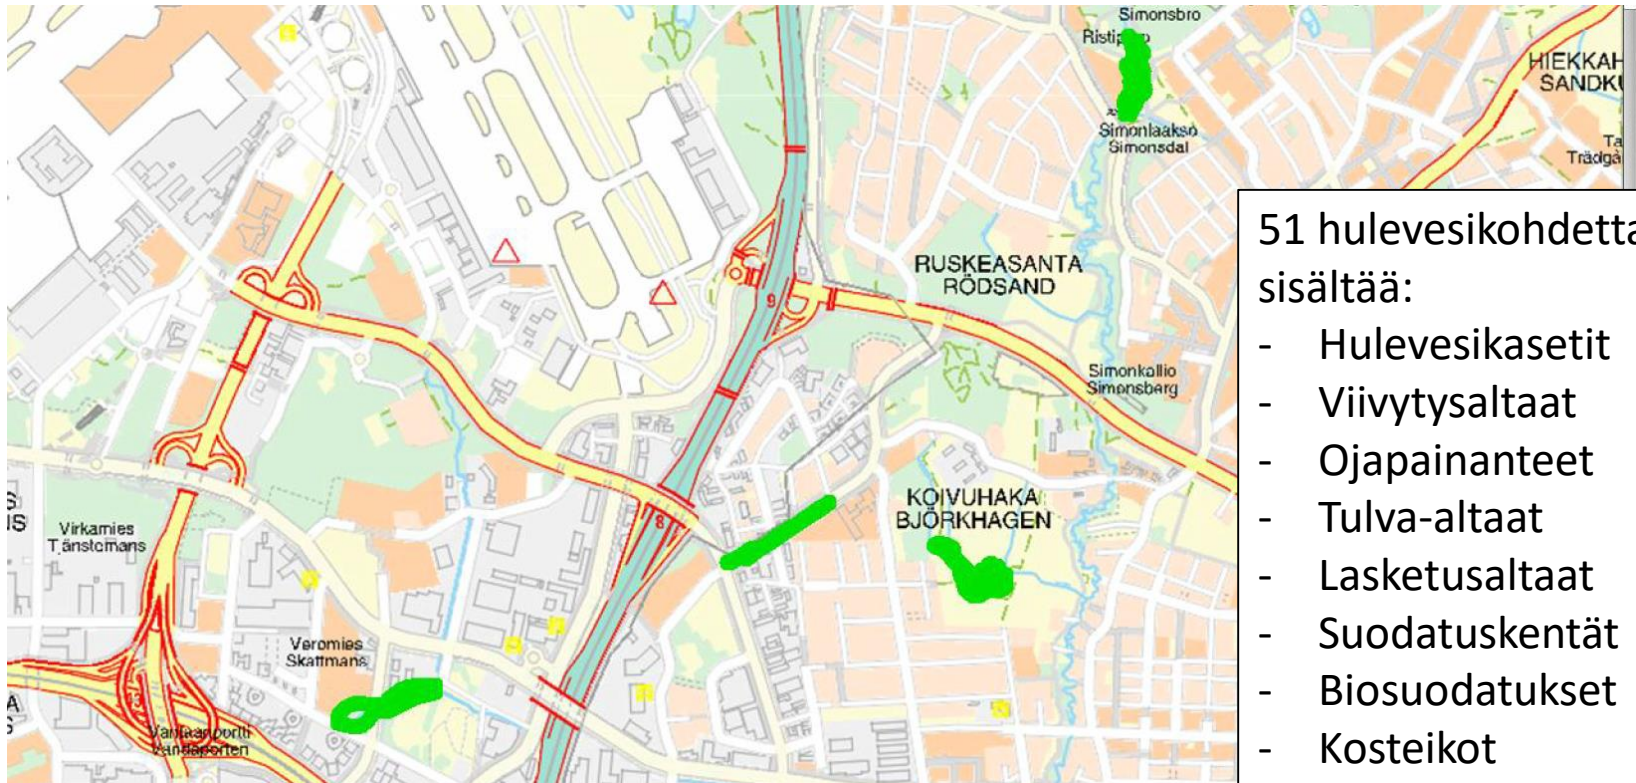 Simonsbro
HIEKKAH
SANDKU
Simonlaakso
Simonsdal
Ta
Trädgå
51 hulevesikohdetta
sisältää:
- Hulevesikasetit
- Viivytysaltaat
- Ojapainanteet
- Tulva-altaat
- Lasketusaltaat
- Suodatuskentät
- Biosuodatukset
- Kosteikot
RUSKEASANTA
RÖDSAND
9
Simonkallio
Simonsberg
KOIVUHAKA
BJÖRKHAGEN
8
Virkamies
Tjänstemans
Veromies
Skattmans
Vantaanportti
Vandaporten